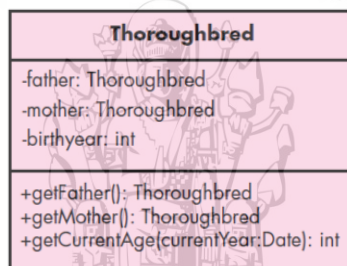 Thoroughbred
-father: Thoroughbred
-mother: Thoroughbred
-birthyear: int
+getFather(): Thoroughbred
+getMother(): Thoroughbred
+getCurrentAge(currentYear:Date): int